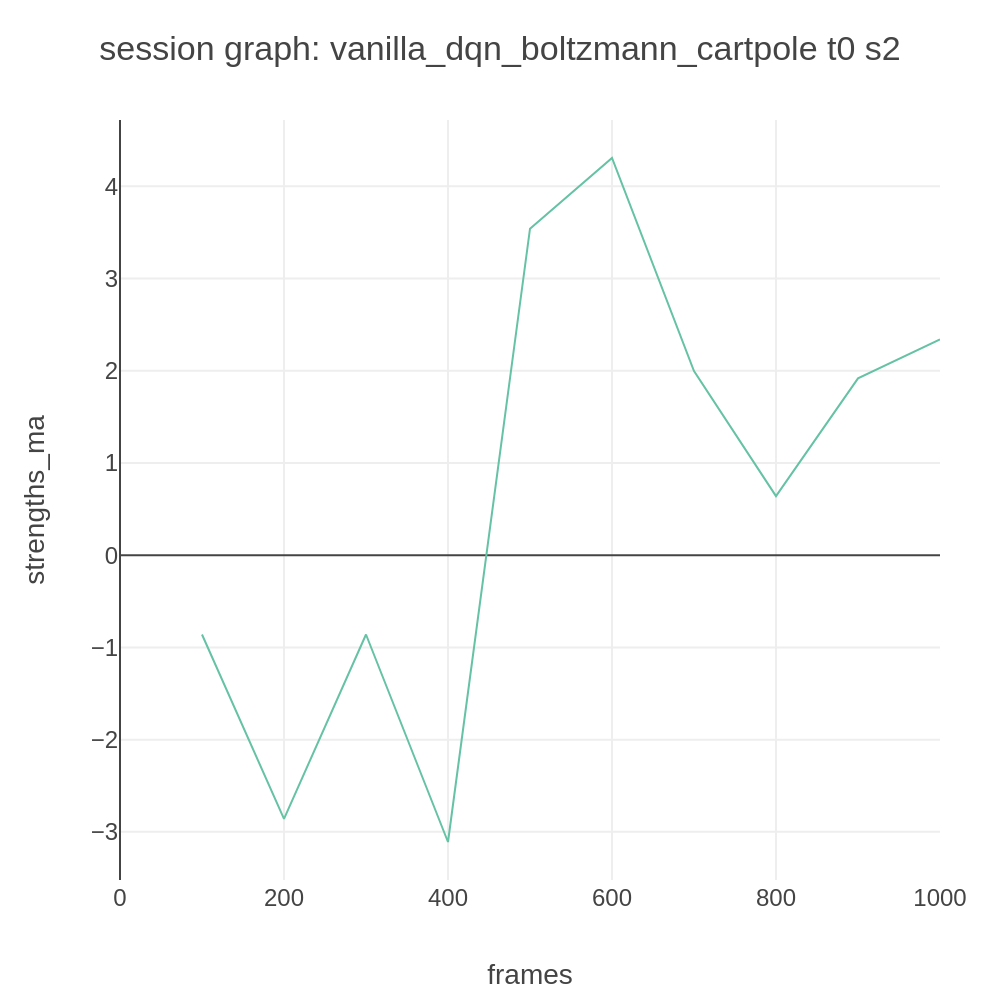 session graph: vanilla_dqn_boltzmann_cartpole t0 s2
4
3
2
1
0
−1
−2
−3
strengths_ma
0 200 400 600 800 1000
frames